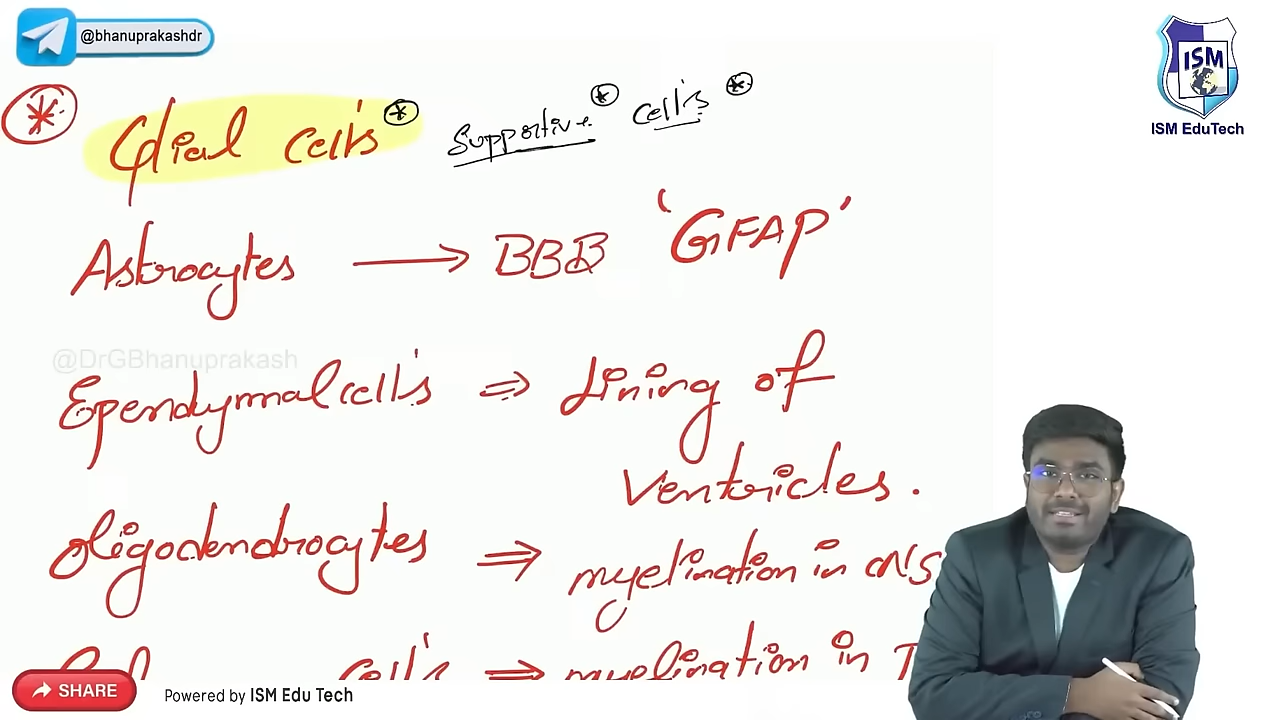 @bhanuprakashdr
ISM
ISM EduTech
Glial cells
Supportive cells
Astrocytes → BBB 'GFAP'
@DrGBhanuprakash
Ependymal cells ⇒ Lining of
ventricles.
Oligodendrocytes ⇒ myelination in CNS
cells ⇒ myelination in
SHARE
Powered by ISM Edu Tech